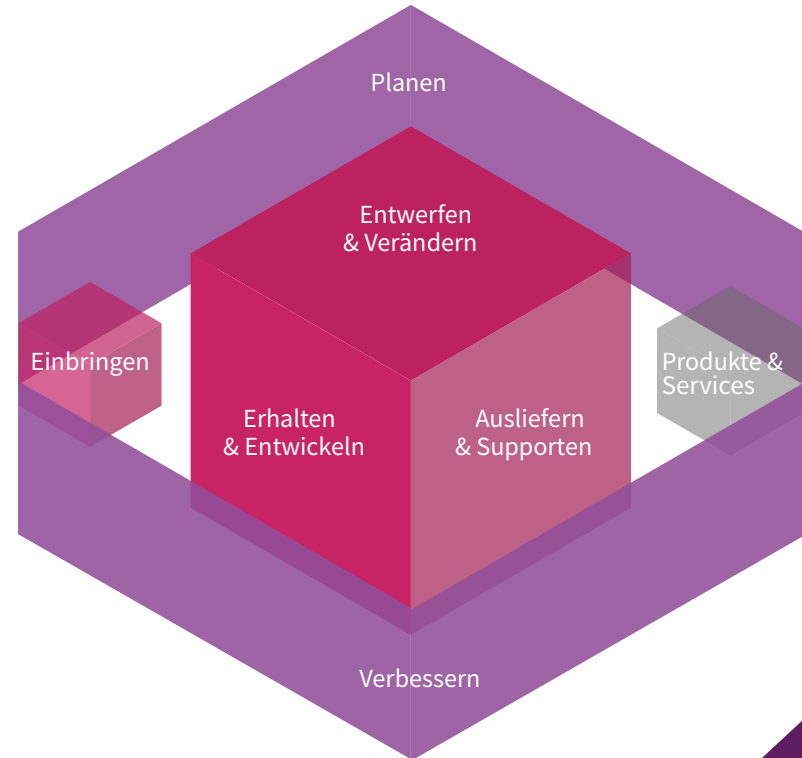 Planen
Entwerfen
& Verändern
Einbringen
Produkte &
Services
Erhalten
& Entwickeln
Ausliefern
& Supporten
Verbessern